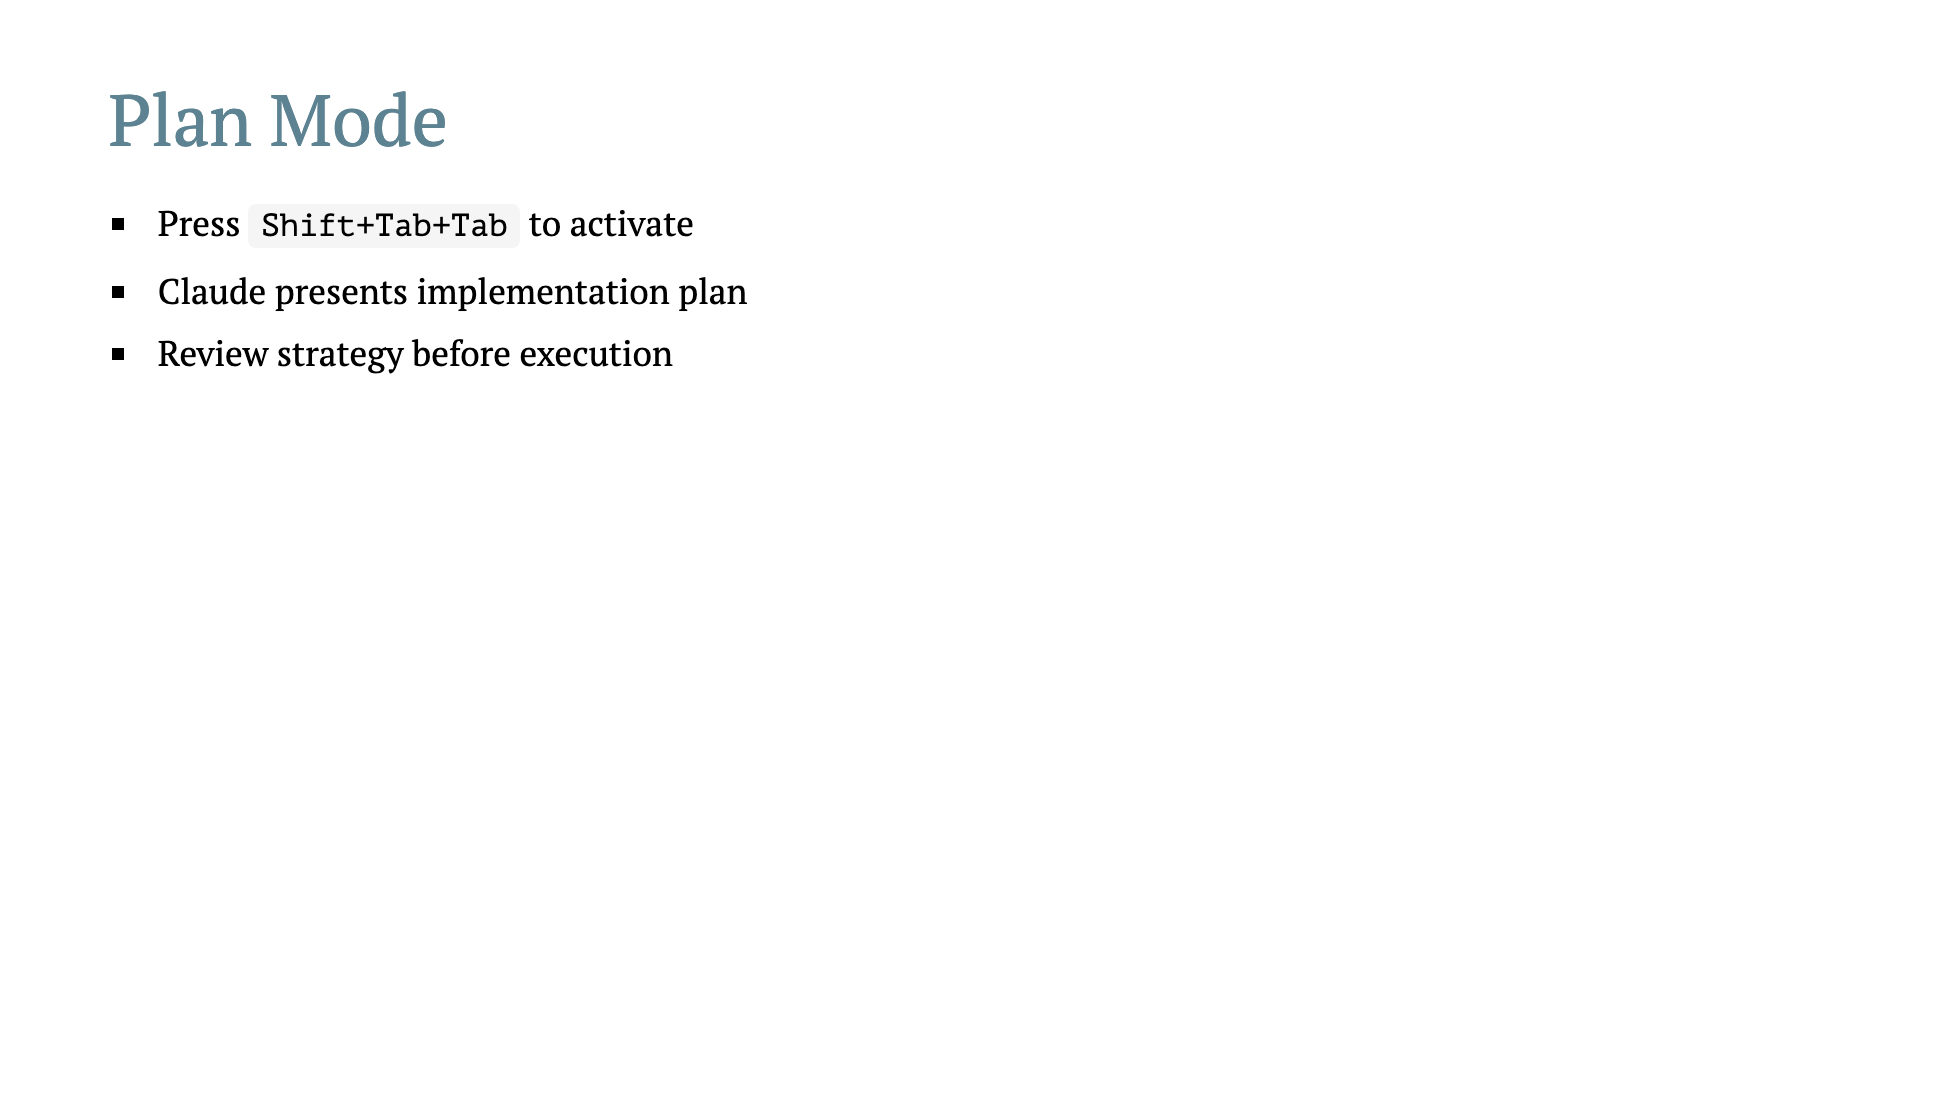 Plan Mode
▪ Press Shift+Tab+Tab to activate
▪ Claude presents implementation plan
▪ Review strategy before execution